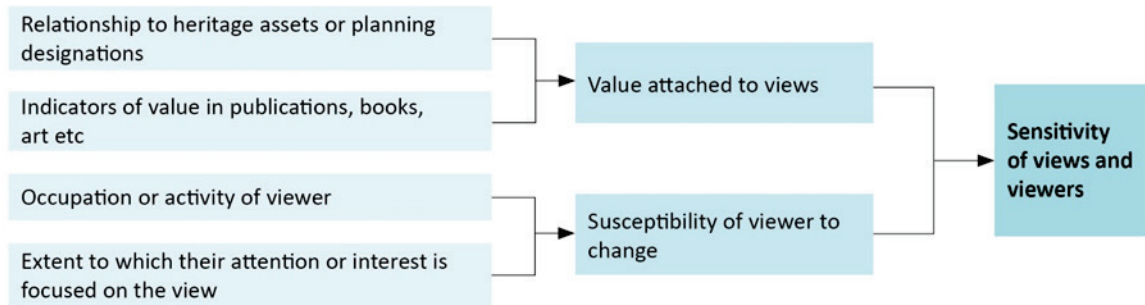 Relationship to heritage assets or planning
designations
Indicators of value in publications, books,
art etc
Occupation or activity of viewer
Extent to which their attention or interest is
focused on the view
Value attached to views
Susceptibility of viewer to
change
Sensitivity
of views and
viewers